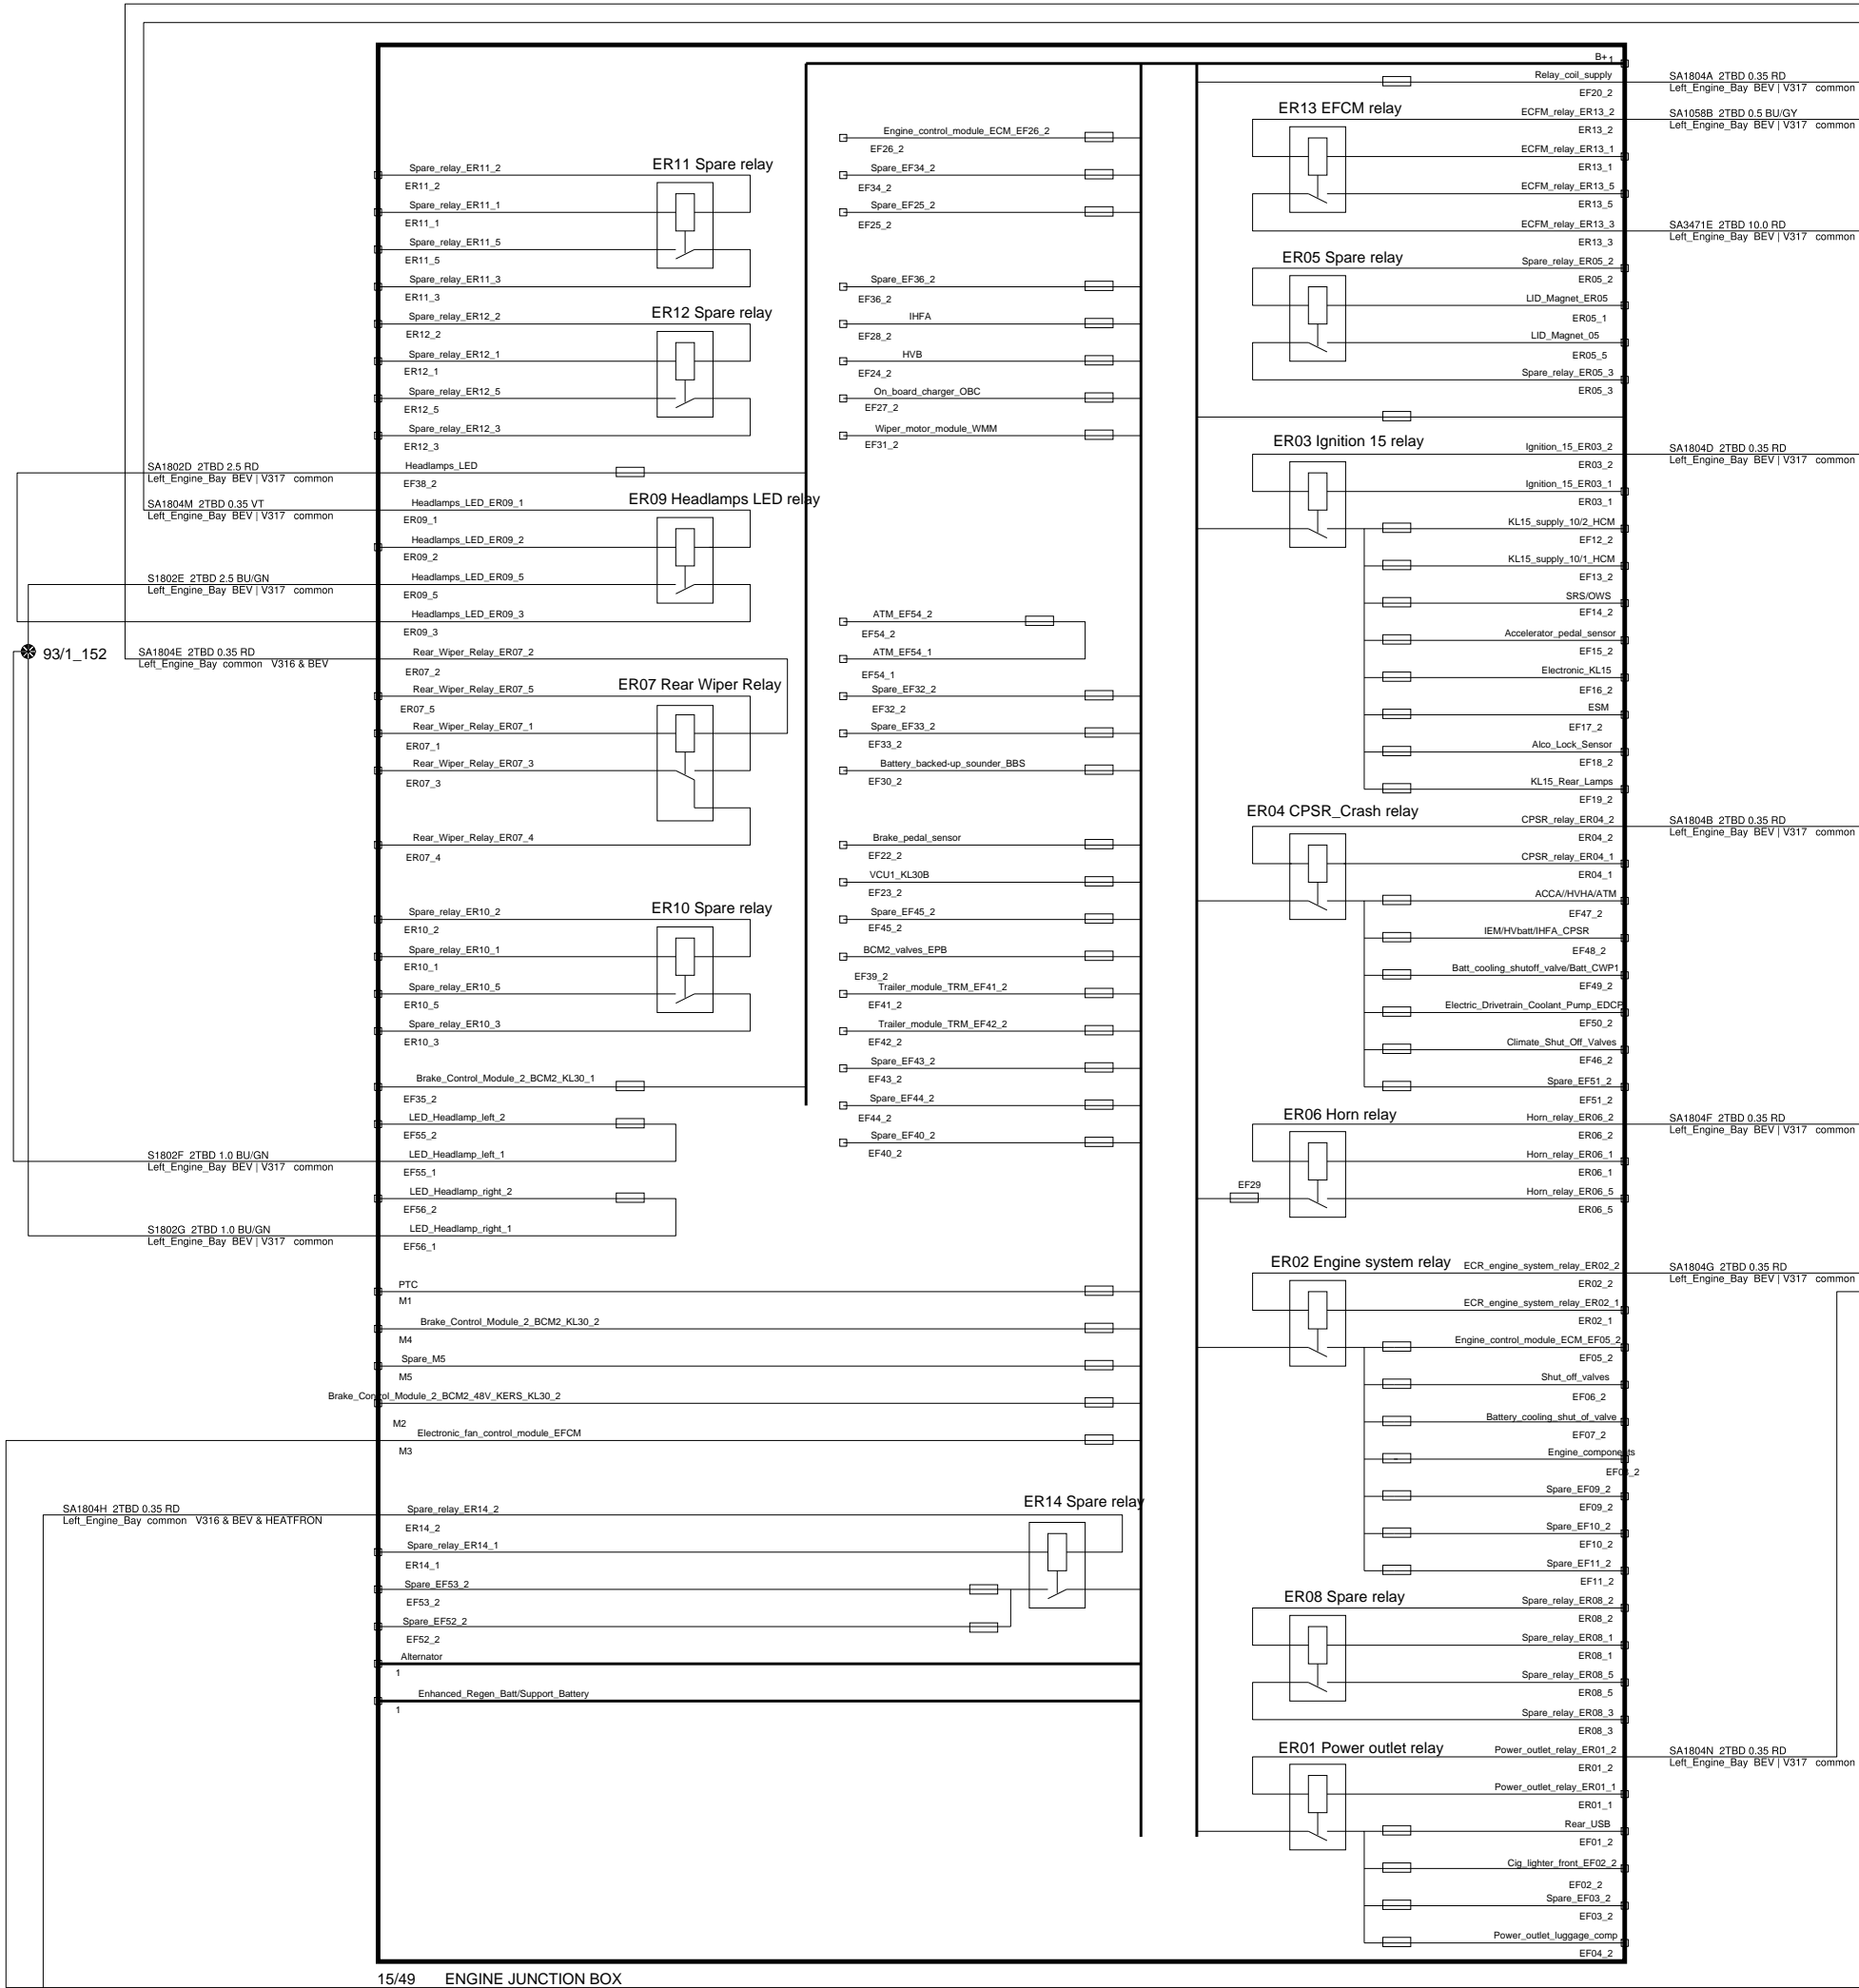 B+ 1
Relay_coil_supply
EF20_2
SA1804A 2TBD 0.35 RD
Left_Engine_Bay BEV | V317 common
ER13 EFCM relay
ECFM_relay_ER13_2
ER13_2
SA1058B 2TBD 0.5 BU/GY
Left_Engine_Bay BEV | V317 common
ECFM_relay_ER13_1
ER13_1
ECFM_relay_ER13_5
ER13_5
ECFM_relay_ER13_3
ER13_3
SA3471E 2TBD 10.0 RD
Left_Engine_Bay BEV | V317 common
ER05 Spare relay
Spare_relay_ER05_2
ER05_2
LID_Magnet_ER05
ER05_1
LID_Magnet_05
ER05_5
Spare_relay_ER05_3
ER05_3
ER03 Ignition 15 relay
Ignition_15_ER03_2
ER03_2
SA1804D 2TBD 0.35 RD
Left_Engine_Bay BEV | V317 common
Ignition_15_ER03_1
ER03_1
KL15_supply_10/2_HCM
EF12_2
KL15_supply_10/1_HCM
EF13_2
SRS/OWS
EF14_2
Accelerator_pedal_sensor
EF15_2
Electronic_KL15
EF16_2
ESM
EF17_2
Alco_Lock_Sensor
EF18_2
KL15_Rear_Lamps
EF19_2
ER04 CPSR_Crash relay
CPSR_relay_ER04_2
ER04_2
SA1804B 2TBD 0.35 RD
Left_Engine_Bay BEV | V317 common
CPSR_relay_ER04_1
ER04_1
ACCA//HVHA/ATM
EF47_2
IEM/HVbatt/IHFA_CPSR
EF48_2
Batt_cooling_shutoff_valve/Batt_CWP1
EF49_2
Electric_Drivetrain_Coolant_Pump_EDCP
EF50_2
Climate_Shut_Off_Valves
EF46_2
Spare_EF51_2
EF51_2
ER06 Horn relay
Horn_relay_ER06_2
ER06_2
SA1804F 2TBD 0.35 RD
Left_Engine_Bay BEV | V317 common
Horn_relay_ER06_1
ER06_1
EF29
Horn_relay_ER06_5
ER06_5
ER02 Engine system relay
ECR_engine_system_relay_ER02_2
ER02_2
SA1804G 2TBD 0.35 RD
Left_Engine_Bay BEV | V317 common
ECR_engine_system_relay_ER02_1
ER02_1
Engine_control_module_ECM_EF05_2
EF05_2
Shut_off_valves
EF06_2
Battery_cooling_shut_of_valve
EF07_2
Engine_components
Spare_EF09_2
EF09_2
Spare_EF10_2
EF10_2
Spare_EF11_2
EF11_2
ER08 Spare relay
Spare_relay_ER08_2
ER08_2
Spare_relay_ER08_1
ER08_1
Spare_relay_ER08_5
ER08_5
Spare_relay_ER08_3
ER08_3
ER01 Power outlet relay
Power_outlet_relay_ER01_2
ER01_2
SA1804N 2TBD 0.35 RD
Left_Engine_Bay BEV | V317 common
Power_outlet_relay_ER01_1
ER01_1
Rear_USB
EF01_2
Cig_lighter_front_EF02_2
EF02_2
Spare_EF03_2
EF03_2
Power_outlet_luggage_comp
EF04_2
Engine_control_module_ECM_EF26_2
EF26_2
Spare_EF34_2
EF34_2
Spare_EF25_2
EF25_2
Spare_EF36_2
EF36_2
IHFA
EF28_2
HVB
EF24_2
On_board_charger_OBC
EF27_2
Wiper_motor_module_WMM
EF31_2
ATM_EF54_2
EF54_2
ATM_EF54_1
EF54_1
Spare_EF32_2
EF32_2
Spare_EF33_2
EF33_2
Battery_backed-up_sounder_BBS
EF30_2
Brake_pedal_sensor
EF22_2
VCU1_KL30B
EF23_2
Spare_EF45_2
EF45_2
BCM2_valves_EPB
EF39_2
Trailer_module_TRM_EF41_2
EF41_2
Trailer_module_TRM_EF42_2
EF42_2
Spare_EF43_2
EF43_2
Spare_EF44_2
EF44_2
Spare_EF40_2
EF40_2
ER11 Spare relay
Spare_relay_ER11_2
ER11_2
Spare_relay_ER11_1
ER11_1
Spare_relay_ER11_5
ER11_5
Spare_relay_ER11_3
ER11_3
ER12 Spare relay
Spare_relay_ER12_2
ER12_2
Spare_relay_ER12_1
ER12_1
Spare_relay_ER12_5
ER12_5
Spare_relay_ER12_3
ER12_3
SA1802D 2TBD 2.5 RD
Left_Engine_Bay BEV | V317 common
Headlamps_LED
EF38_2
SA1804M 2TBD 0.35 VT
Left_Engine_Bay BEV | V317 common
ER09 Headlamps LED relay
Headlamps_LED_ER09_1
ER09_1
Headlamps_LED_ER09_2
ER09_2
S1802E 2TBD 2.5 BU/GN
Left_Engine_Bay BEV | V317 common
Headlamps_LED_ER09_5
ER09_5
Headlamps_LED_ER09_3
ER09_3
93/1_152
SA1804E 2TBD 0.35 RD
Left_Engine_Bay common V316 & BEV
Rear_Wiper_Relay_ER07_2
ER07_2
ER07 Rear Wiper Relay
Rear_Wiper_Relay_ER07_5
ER07_5
Rear_Wiper_Relay_ER07_1
ER07_1
Rear_Wiper_Relay_ER07_3
ER07_3
Rear_Wiper_Relay_ER07_4
ER07_4
ER10 Spare relay
Spare_relay_ER10_2
ER10_2
Spare_relay_ER10_1
ER10_1
Spare_relay_ER10_5
ER10_5
Spare_relay_ER10_3
ER10_3
Brake_Control_Module_2_BCM2_KL30_1
EF35_2
LED_Headlamp_left_2
EF55_2
S1802F 2TBD 1.0 BU/GN
Left_Engine_Bay BEV | V317 common
LED_Headlamp_left_1
EF55_1
LED_Headlamp_right_2
EF56_2
S1802G 2TBD 1.0 BU/GN
Left_Engine_Bay BEV | V317 common
LED_Headlamp_right_1
EF56_1
PTC
M1
Brake_Control_Module_2_BCM2_KL30_2
M4
Spare_M5
M5
Brake_Control_Module_2_BCM2_48V_KERS_KL30_2
M2
Electronic_fan_control_module_EFCM
M3
SA1804H 2TBD 0.35 RD
Left_Engine_Bay common V316 & BEV & HEATFRON
ER14 Spare relay
Spare_relay_ER14_2
ER14_2
Spare_relay_ER14_1
ER14_1
Spare_EF53_2
EF53_2
Spare_EF52_2
EF52_2
Alternator
1
Enhanced_Regen_Batt/Support_Battery
1
15/49 ENGINE JUNCTION BOX